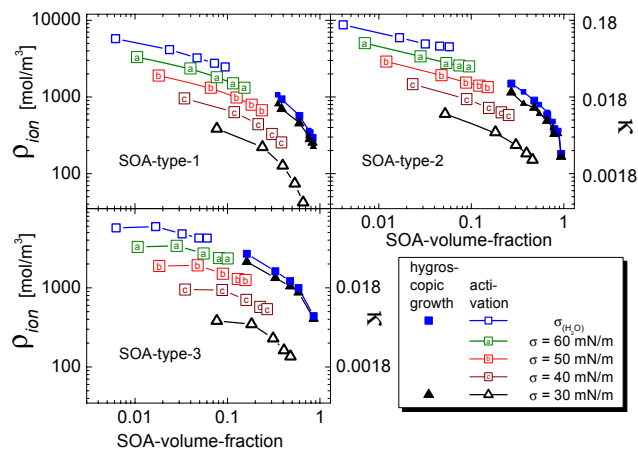 10000
1000
100
ρion [mol/m³]
SOA-type-1
SOA-type-2
0.18
0.018
0.0018
κ
0.01 0.1 1
SOA-volume-fraction
SOA-volume-fraction
1000
100
ρion [mol/m³]
SOA-type-3
0.018
0.0018
κ
0.01 0.1 1
SOA-volume-fraction
hygros-
copic acti-
growth vation
σ(H₂O)
a σ = 60 mN/m
b σ = 50 mN/m
c σ = 40 mN/m
σ = 30 mN/m